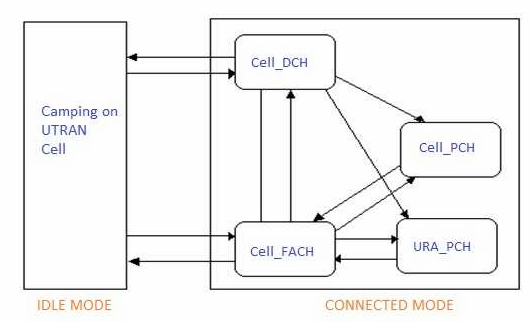 Camping on
UTRAN
Cell
Cell_DCH
Cell_PCH
Cell_FACH
URA_PCH
IDLE MODE
CONNECTED MODE